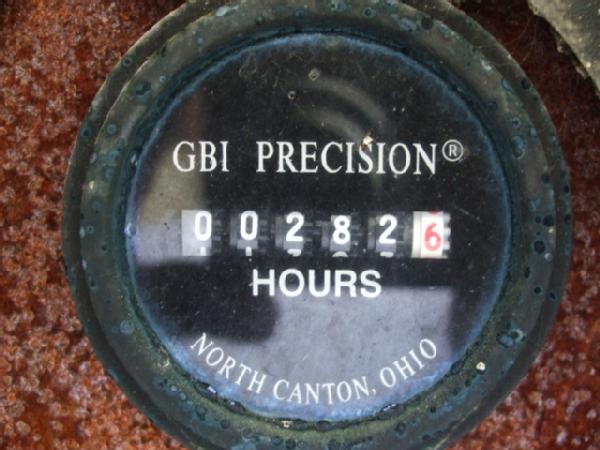 GBI PRECISION®
002826
HOURS
NORTH CANTON, OHIO